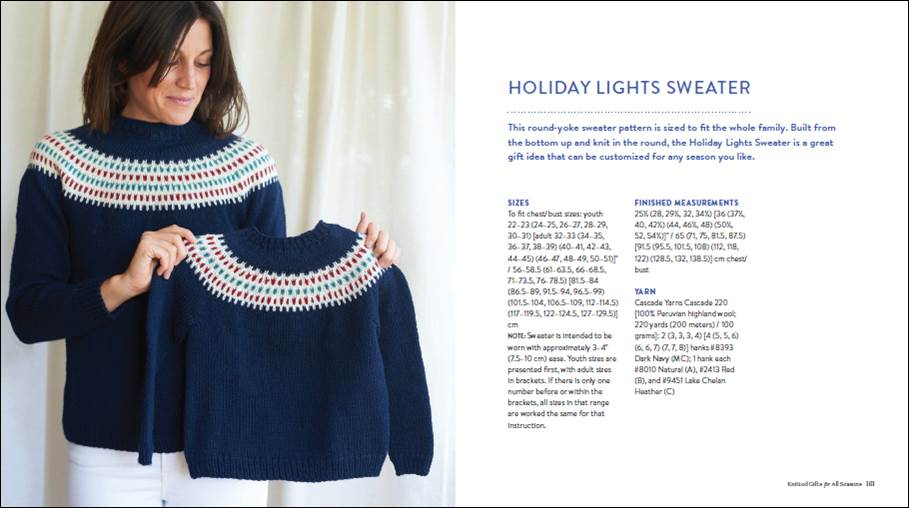 HOLIDAY LIGHTS SWEATER
This round-yoke sweater pattern is sized to fit the whole family. Built from
the bottom up and knit in the round, the Holiday Lights Sweater is a great
gift idea that can be customized for any season you like.
SIZES
To fit chest/bust sizes: youth
22–23 (24–25, 26–27, 28–29,
30–31) [adult 32–33 (34–35,
36–37, 38–39) (40–41, 42–43,
44–45) (46–47, 48–49, 50–51)]"
/ 56–58.5 (61–63.5, 66–68.5,
71–73.5, 76–78.5) [81.5–84
(86.5–89, 91.5–94, 96.5–99)
(101.5–104, 106.5–109, 112–114.5)
(117–119.5, 122–124.5, 127–129.5)]
cm
NOTE: Sweater is intended to be
worn with approximately 3–4"
(7.5–10 cm) ease. Youth sizes are
presented first, with adult sizes
in brackets. If there is only one
number before or within the
brackets, all sizes in that range
are worked the same for that
instruction.
FINISHED MEASUREMENTS
25¾ (28, 29¾, 32, 34¼) [36 (37¾,
40, 42¼) (44, 46¼, 48) (50¼,
52, 54¼)]" / 65 (71, 75, 81.5, 87.5)
[91.5 (95.5, 101.5, 108) (112, 118,
122) (128.5, 132, 138.5)] cm chest/
bust
YARN
Cascade Yarns Cascade 220
[100% Peruvian highland wool;
220 yards (200 meters) / 100
grams]: 2 (3, 3, 3, 4) [4 (5, 5, 6)
(6, 6, 7) (7, 7, 8)] hanks #8393
Dark Navy (MC); 1 hank each
#8010 Natural (A), #2413 Red
(B), and #9451 Lake Chelan
Heather (C)
Knitted Gifts for All Seasons 161